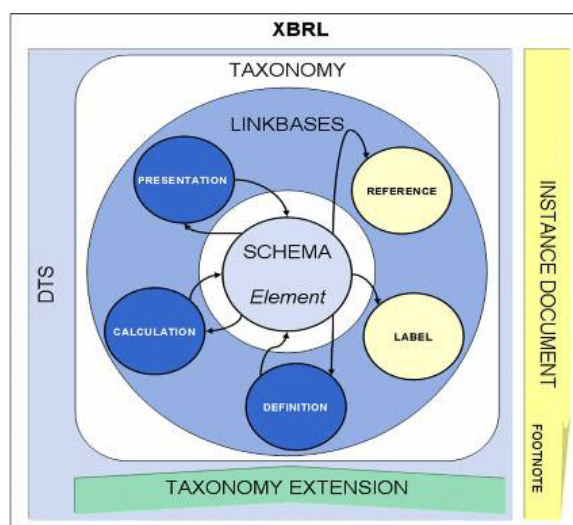 XBRL
TAXONOMY
LINKBASES
PRESENTATION
REFERENCE
SCHEMA
Element
CALCULATION
LABEL
DEFINITION
DTS
TAXONOMY EXTENSION
INSTANCE DOCUMENT
FOOTNOTE